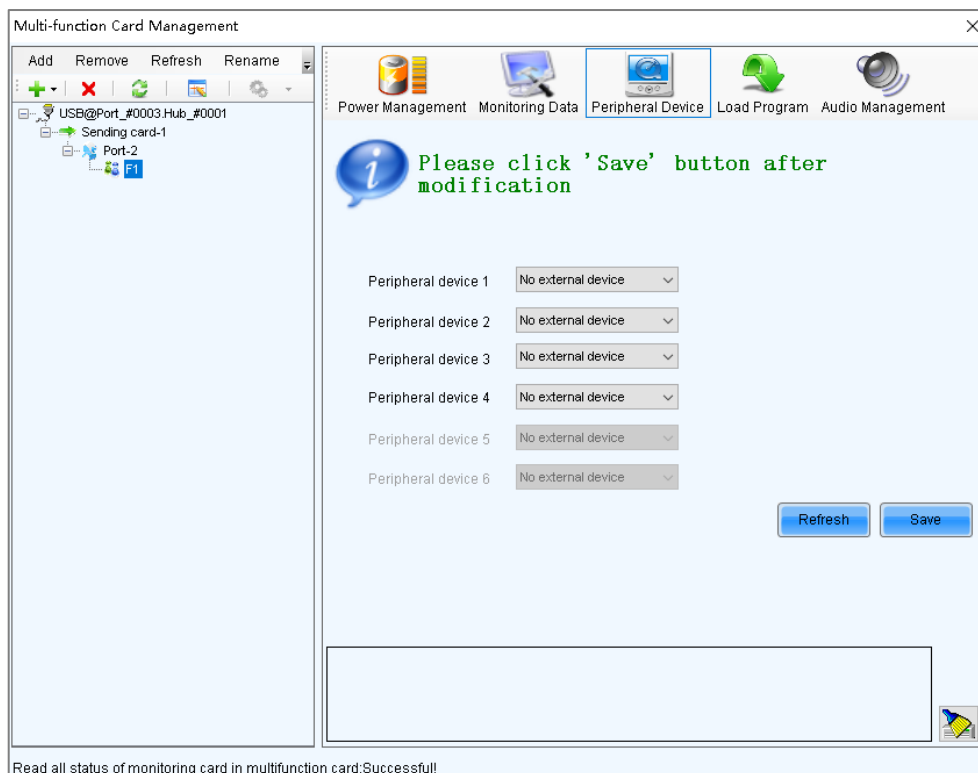 Multi-function Card Management
Add Remove Refresh Rename
USB@Port_#0003.Hub_#0001
Sending card-1
Port-2
F1
Power Management Monitoring Data Peripheral Device Load Program Audio Management
Please click 'Save' button after
modification
Peripheral device 1 No external device
Peripheral device 2 No external device
Peripheral device 3 No external device
Peripheral device 4 No external device
Peripheral device 5 No external device
Peripheral device 6 No external device
Refresh Save
Read all status of monitoring card in multifunction card:Successful!